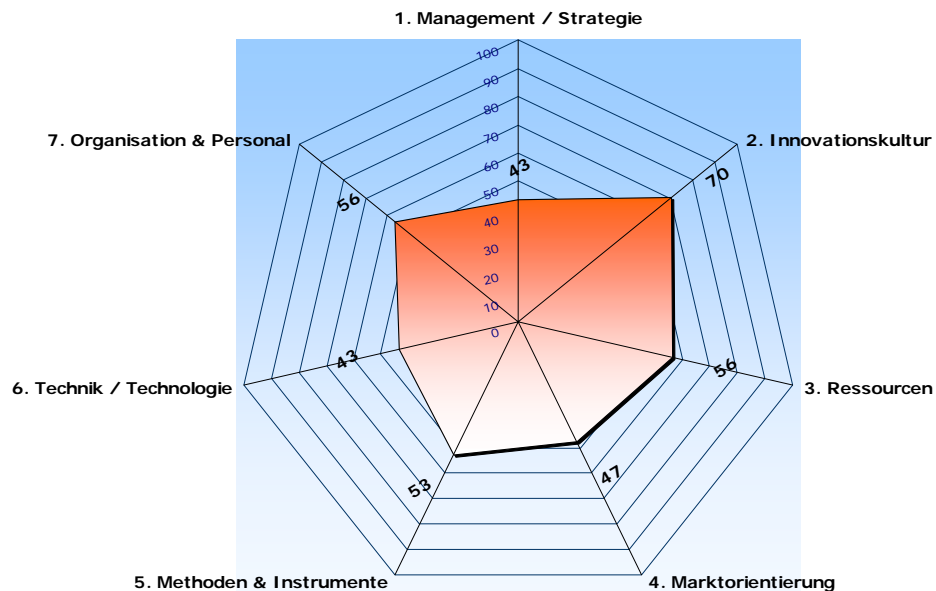 1. Management / Strategie
100
90
80
70
60
50
40
30
20
10
0
43
7. Organisation & Personal
2. Innovationskultur
56
70
6. Technik / Technologie
43
56
3. Ressourcen
53
47
5. Methoden & Instrumente
4. Marktorientierung